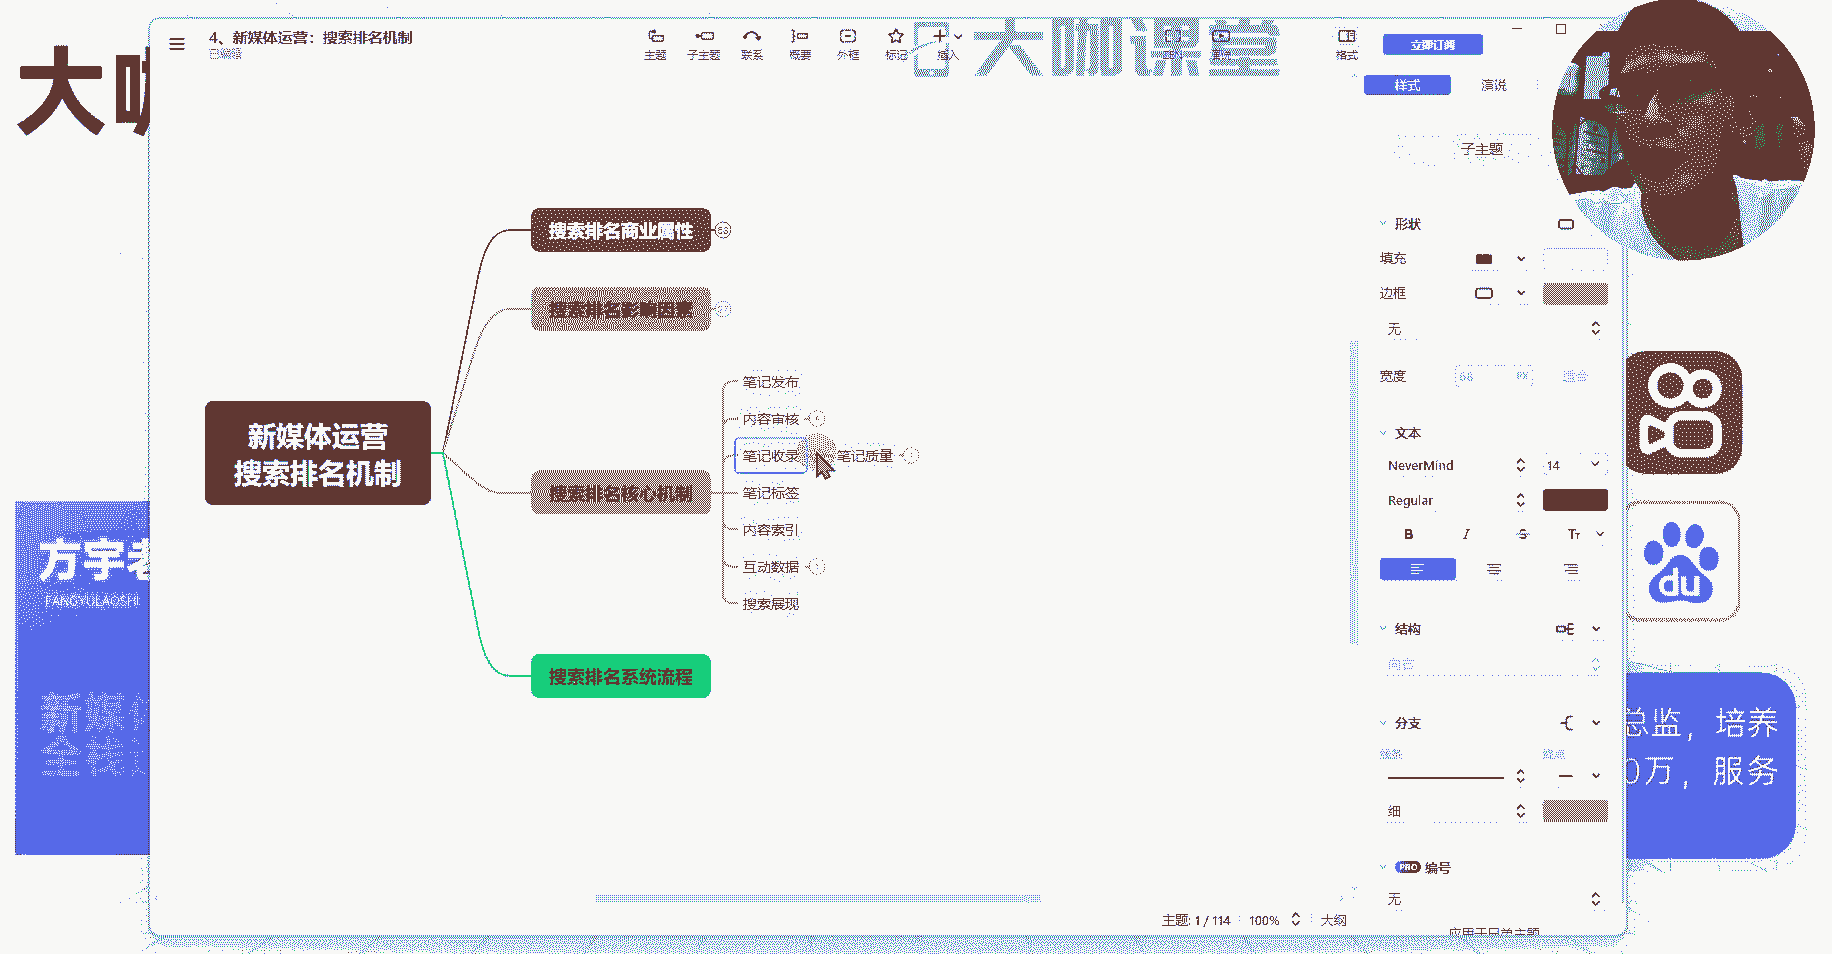 4、新媒体运营：搜索排名机制
已编辑
主题
子主题
联系
概要
外框
标记
插入
大咖课堂
格式
立即订阅
样式
演说
大
子主题
搜索排名商业属性
搜索排名影响因素
新媒体运营
搜索排名机制
搜索排名核心机制
搜索排名系统流程
笔记发布
内容审核
笔记收录
笔记质量
笔记标签
内容索引
互动数据
搜索展现
形状
填充
边框
无
宽度
68
文本
NeverMind
14
Regular
B
I
S
Tт
结构
分支
线条
细
PRO 编号
无
主题: 1 / 114
100%
大纲
应用于已单主题
方宇老
FANGYULAOSHI
新媒体
全栈
du
总监，培养
0万，服务